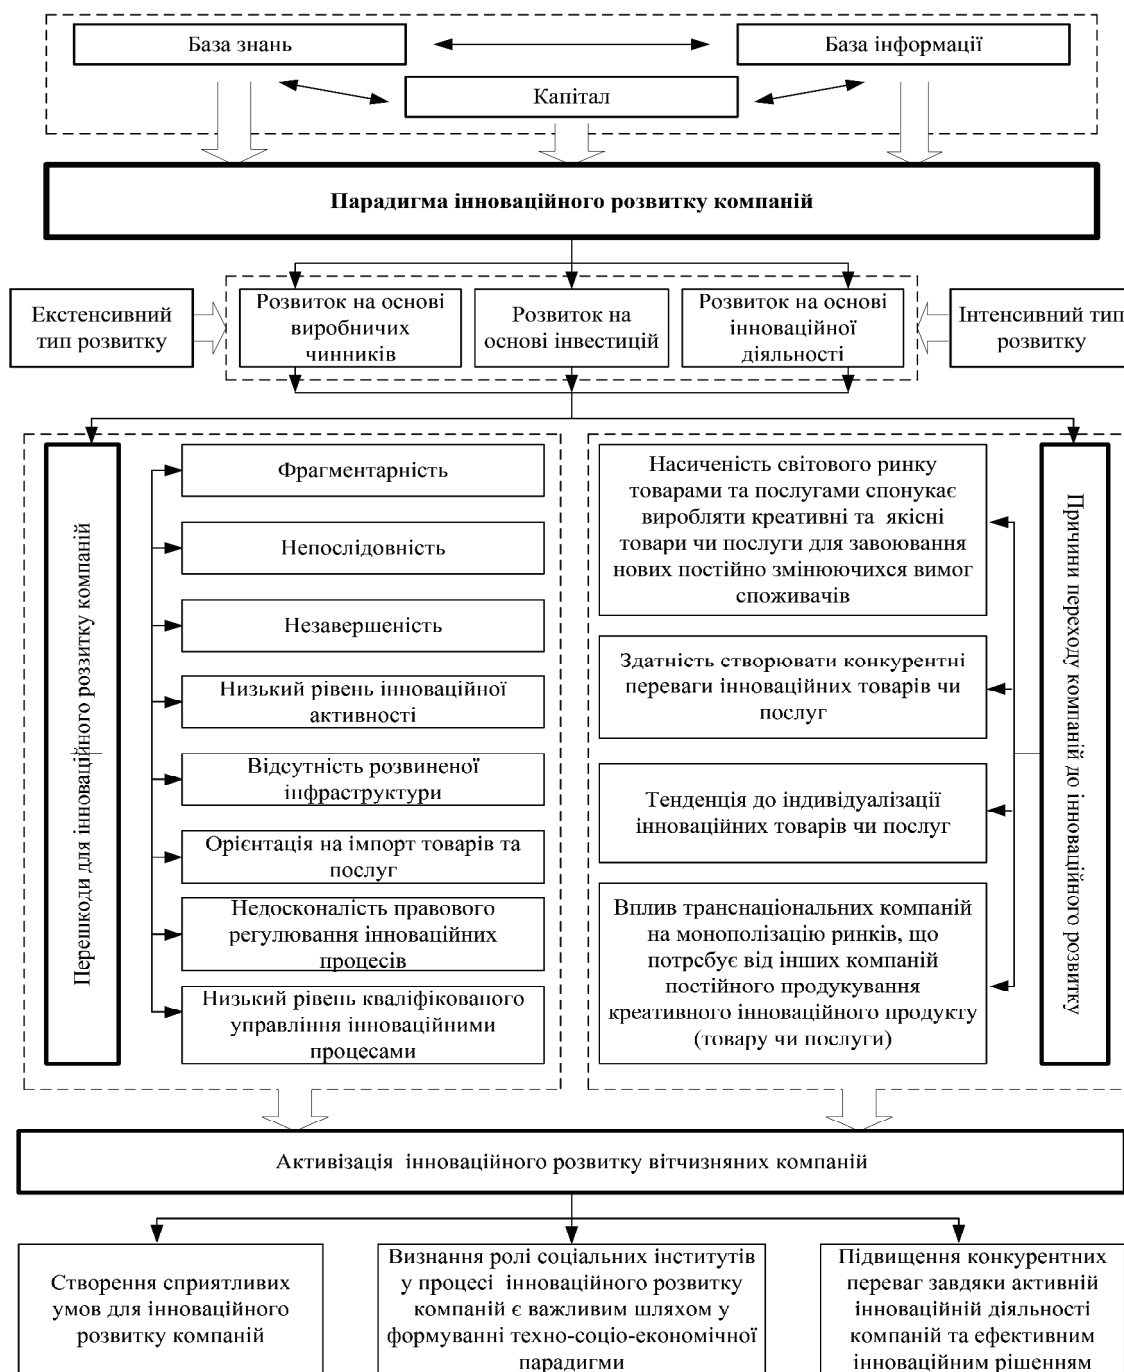 База знань
База інформації
Капітал
Парадигма інноваційного розвитку компаній
Екстенсивний
тип розвитку
Розвиток на основі
виробничих
чинників
Розвиток на
основі інвестицій
Розвиток на основі
інноваційної
діяльності
Інтенсивний тип
розвитку
Перешкоди для інноваційного розвитку компаній
Фрагментарність
Непослідовність
Незавершеність
Низький рівень інноваційної
активності
Відсутність розвиненої
інфраструктури
Орієнтація на імпорт товарів та
послуг
Недосконалість правового
регулювання інноваційних
процесів
Низький рівень кваліфікованого
управління інноваційними
процесами
Насиченість світового ринку
товарами та послугами спонукає
виробляти креативні та якісні
товари чи послуги для завоювання
нових постійно змінюючихся вимог
споживачів
Здатність створювати конкурентні
переваги інноваційних товарів чи
послуг
Тенденція до індивідуалізації
інноваційних товарів чи послуг
Вплив транснаціональних компаній
на монополізацію ринків, що
потребує від інших компаній
постійного продукування
креативного інноваційного продукту
(товару чи послуги)
Причини переходу компаній до інноваційного розвитку
Активізація інноваційного розвитку вітчизняних компаній
Створення сприятливих
умов для інноваційного
розвитку компаній
Визнання ролі соціальних інститутів
у процесі інноваційного розвитку
компаній є важливим шляхом у
формуванні техно-соціо-економічної
парадигми
Підвищення конкурентних
переваг завдяки активній
інноваційній діяльності
компаній та ефективним
інноваційним рішенням